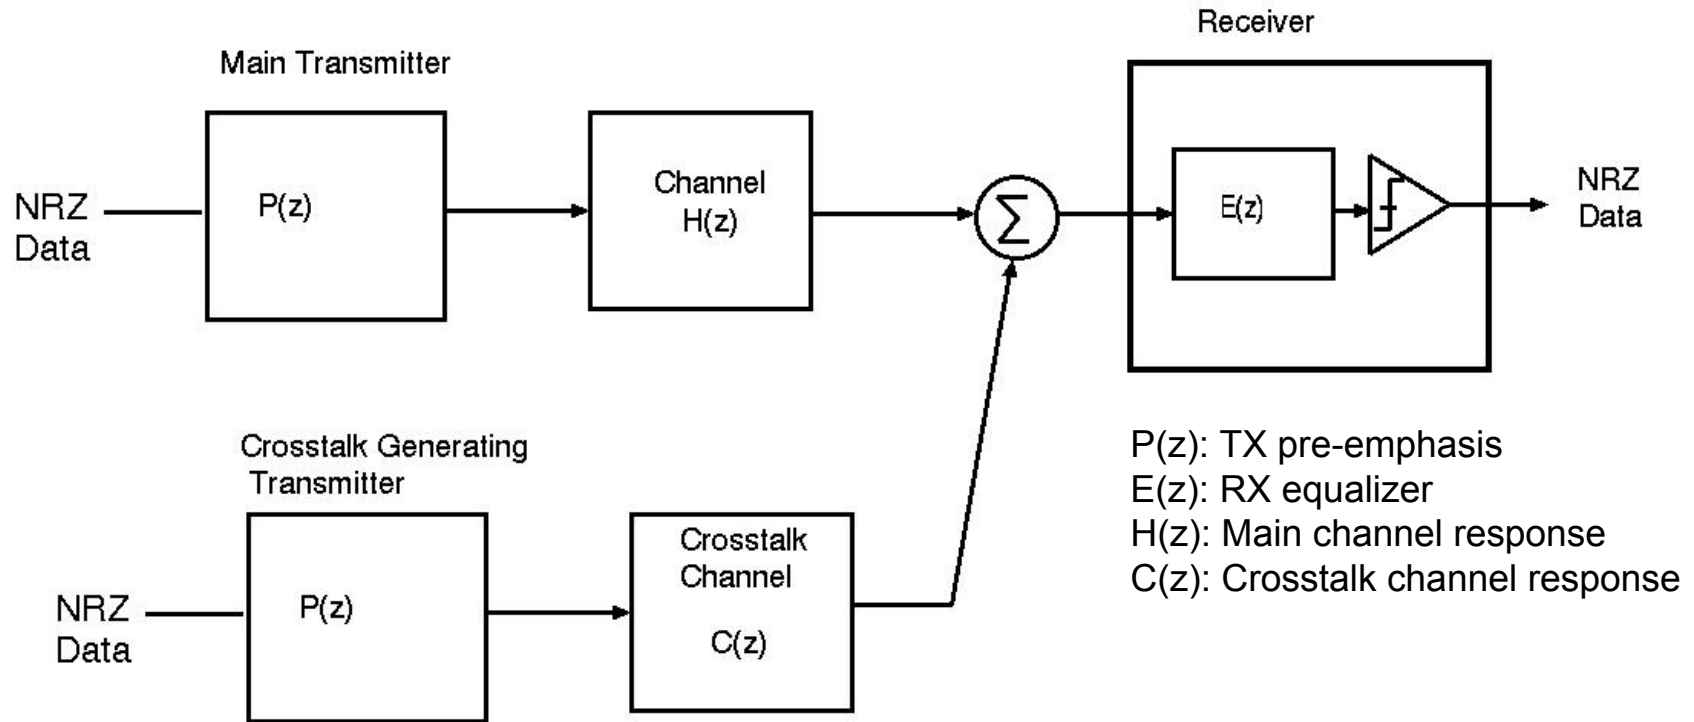 Receiver
Main Transmitter
NRZ
Data
P(z)
Channel
H(z)
Σ
E(z)
NRZ
Data
Crosstalk Generating
Transmitter
NRZ
Data
P(z)
Crosstalk
Channel
C(z)
P(z): TX pre-emphasis
E(z): RX equalizer
H(z): Main channel response
C(z): Crosstalk channel response